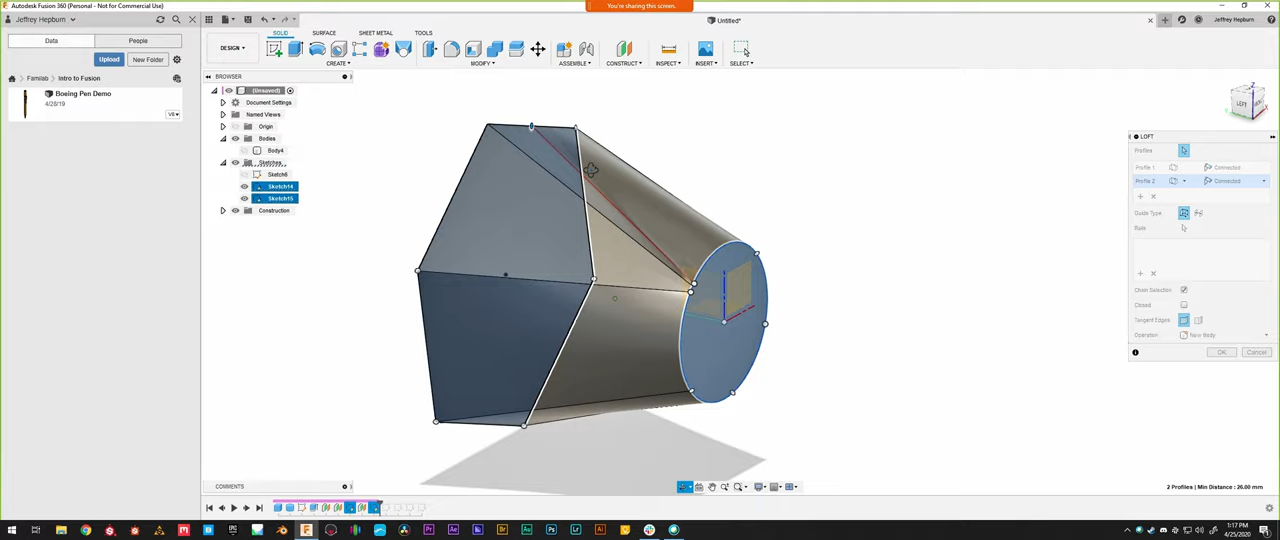 Autodesk Fusion 360 (Personal - Not for Commercial Use)
You're sharing this screen.
Jeffrey Hepburn
Untitled*
Jeffrey Hepburn
Data
People
SOLID
SURFACE
SHEET METAL
TOOLS
DESIGN
Upload
New Folder
CREATE
MODIFY
ASSEMBLE
CONSTRUCT
INSPECT
INSERT
SELECT
Familab
Intro to Fusion
BROWSER
(Unsaved)
Boeing Pen Demo
4/28/19
V8
Document Settings
Named Views
Origin
Bodies
Body4
Sketches
Sketch6
Sketch14
Sketch15
Construction
LEFT
Z
X
LOFT
Profiles
Profile 1
Connected
Profile 2
Connected
Guide Type
Rails
Chain Selection
Closed
Tangent Edges
Operation
New Body
OK
Cancel
COMMENTS
2 Profiles | Min Distance : 26.00 mm
1:17 PM
4/25/2020